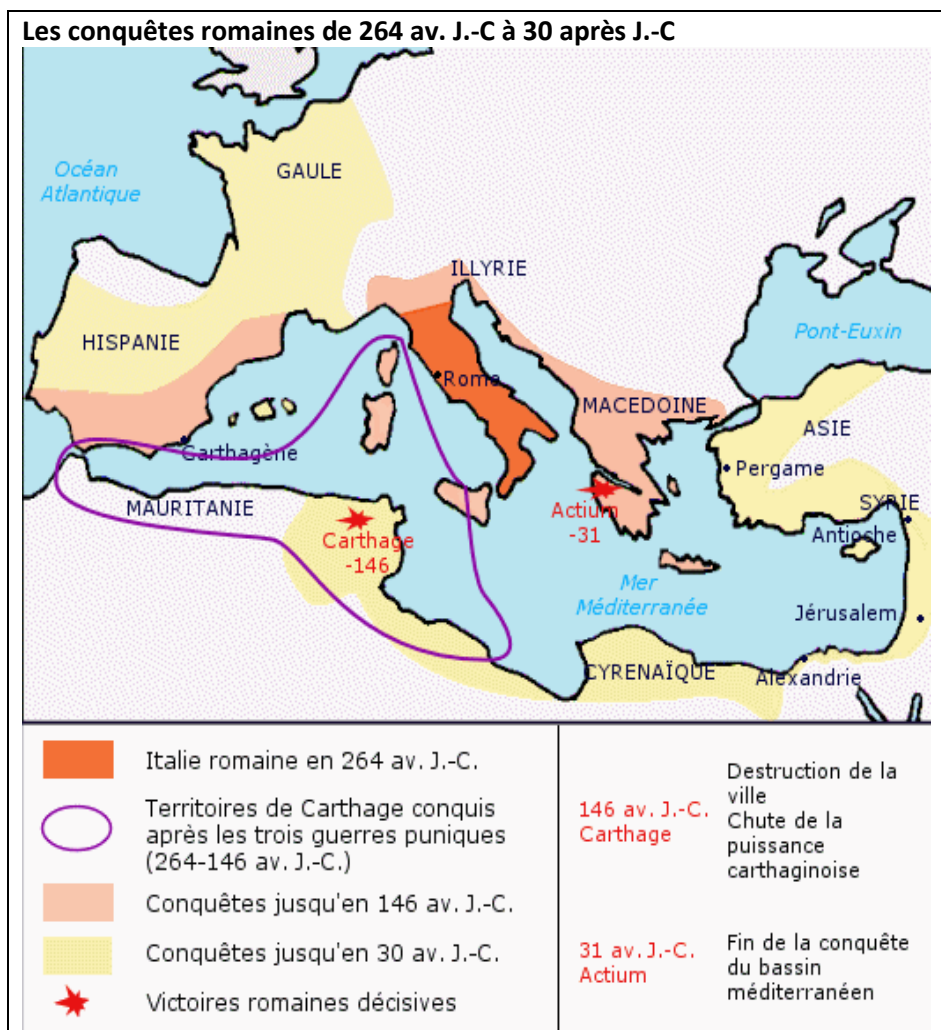 Les conquêtes romaines de 264 av. J.-C à 30 après J.-C
Océan
Atlantique
GAULE
ILLYRIE
HISPANIE
Pont-Euxin
Rome
MACEDOINE
ASIE
Carthagène
Pergame
MAURITANIE
SYRIE
Carthage
-146
Actium
-31
Antioche
Mer
Méditerranée
Jérusalem
CYRENAÏQUE
Alexandrie
Italie romaine en 264 av. J.-C.
Territoires de Carthage conquis
après les trois guerres puniques
(264-146 av. J.-C.)
Conquêtes jusqu'en 146 av. J.-C.
Conquêtes jusqu'en 30 av. J.-C.
Victoires romaines décisives
146 av. J.-C.
Carthage
Destruction de la
ville
Chute de la
puissance
carthaginoise
31 av. J.-C.
Actium
Fin de la conquête
du bassin
méditerranéen